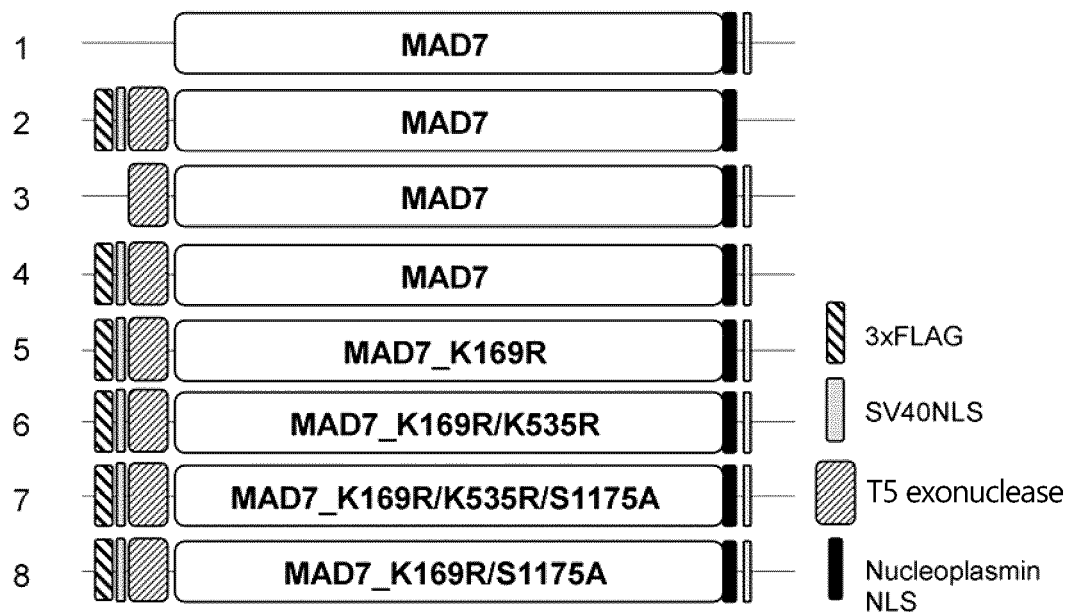 1 MAD7
2 MAD7
3 MAD7
4 MAD7
5 MAD7_K169R
6 MAD7_K169R/K535R
7 MAD7_K169R/K535R/S1175A
8 MAD7_K169R/S1175A
3xFLAG
SV40NLS
T5 exonuclease
Nucleoplasmin
NLS